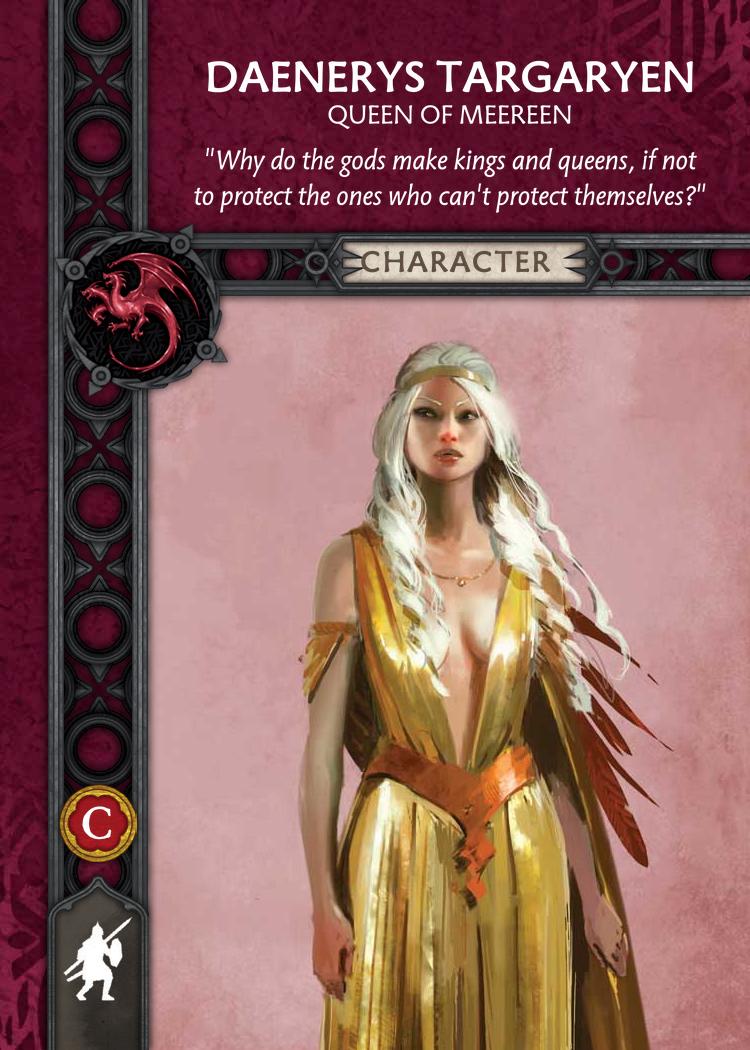 DAENERYS TARGARYEN
QUEEN OF MEEREEN
"Why do the gods make kings and queens, if not
to protect the ones who can't protect themselves?"
CHARACTER
C